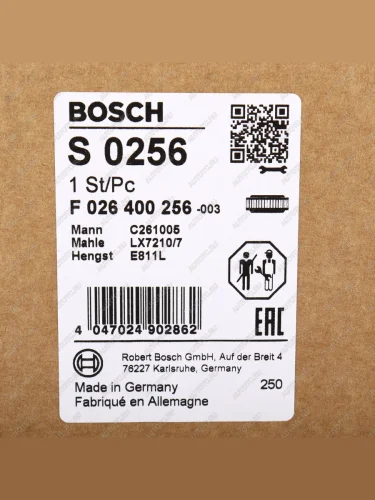 BOSCH
S 0256
1 St/Pc
F 026 400 256 -003
Mann C261005
Mahle LX7210/7
Hengst E811L
4 047024 902862
EAC
BOSCH
Robert Bosch GmbH, Auf der Breit 4
76227 Karlsruhe, Germany
Made in Germany 250
Fabriqué en Allemagne